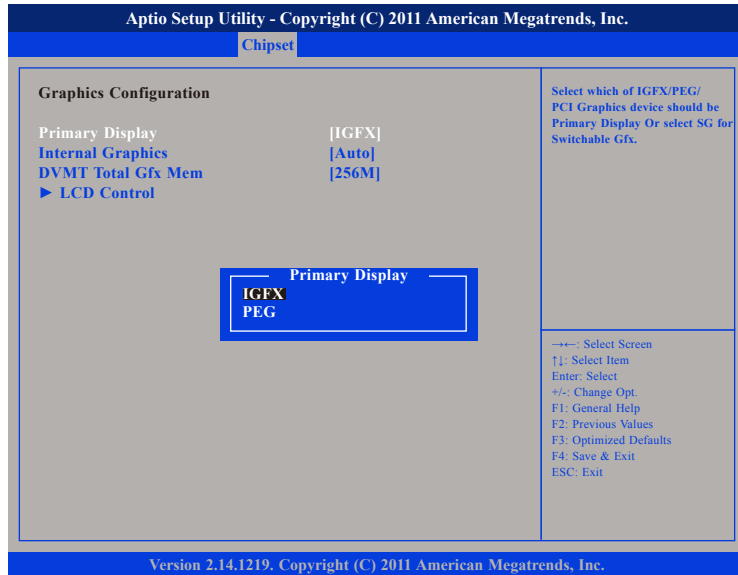 Aptio Setup Utility - Copyright (C) 2011 American Megatrends, Inc.
Chipset
Graphics Configuration
Primary Display [IGFX]
Internal Graphics [Auto]
DVMT Total Gfx Mem [256M]
► LCD Control
Primary Display
IGFX
PEG
Select which of IGFX/PEG/
PCI Graphics device should be
Primary Display Or select SG for
Switchable Gfx.
→←: Select Screen
↑↓: Select Item
Enter: Select
+/-: Change Opt.
F1: General Help
F2: Previous Values
F3: Optimized Defaults
F4: Save & Exit
ESC: Exit
Version 2.14.1219. Copyright (C) 2011 American Megatrends, Inc.